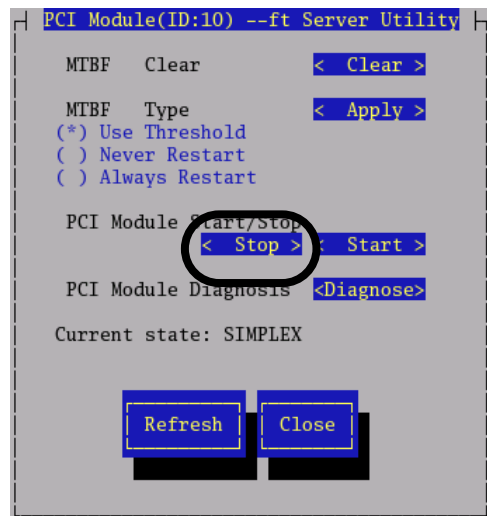 PCI Module(ID:10) --ft Server Utility
MTBF Clear < Clear >
MTBF Type < Apply >
(*) Use Threshold
( ) Never Restart
( ) Always Restart
PCI Module Start/Stop
< Stop > < Start >
PCI Module Diagnosis <Diagnose>
Current state: SIMPLEX
Refresh Close